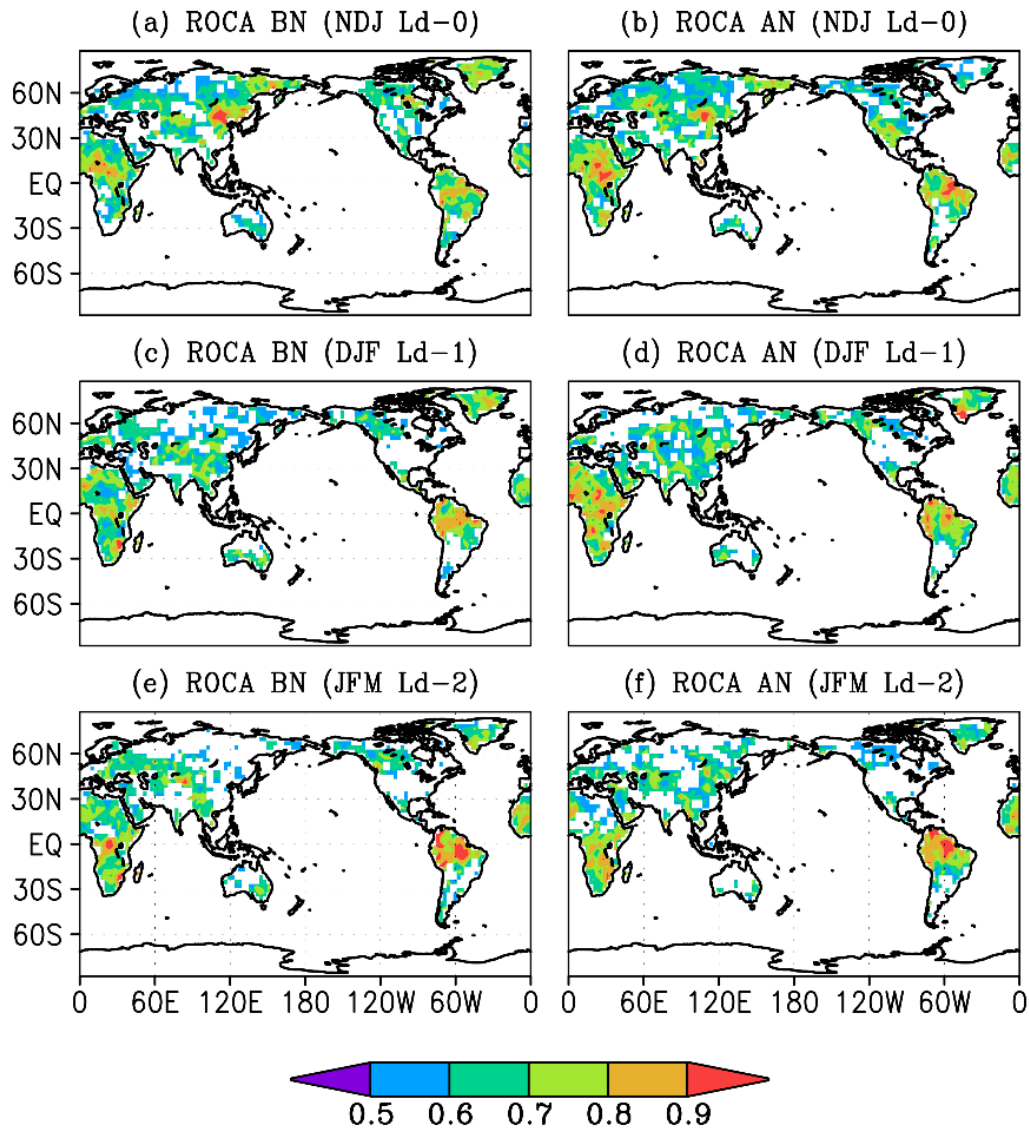 (a) ROCA BN (NDJ Ld-0) (b) ROCA AN (NDJ Ld-0)
60N
30N
EQ
30S
60S
(c) ROCA BN (DJF Ld-1) (d) ROCA AN (DJF Ld-1)
60N
30N
EQ
30S
60S
(e) ROCA BN (JFM Ld-2) (f) ROCA AN (JFM Ld-2)
60N
30N
EQ
30S
60S
0 60E 120E 180 120W 60W 0 0 60E 120E 180 120W 60W 0
0.5 0.6 0.7 0.8 0.9